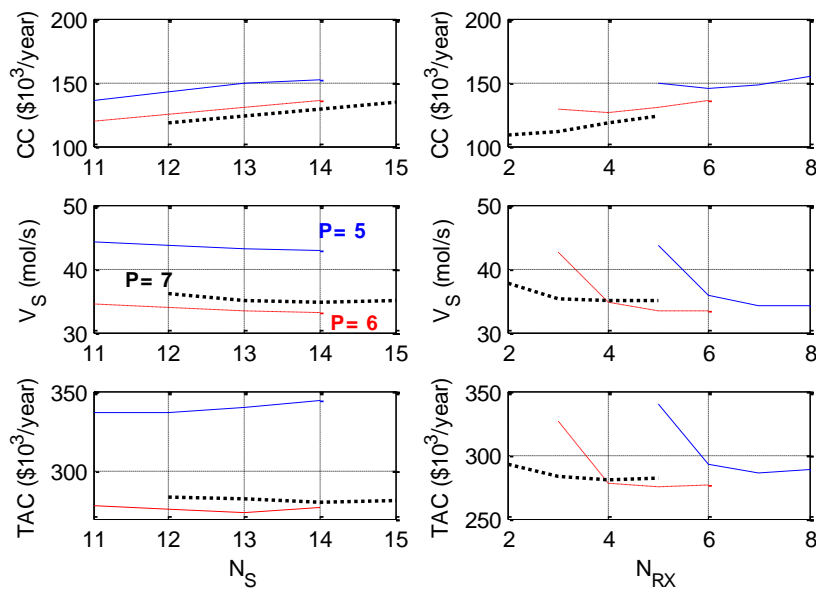 200
150
100
CC ($10³/year)
11 12 13 14 15
200
150
100
CC ($10³/year)
2 4 6 8
50
40
30
V_S (mol/s)
P= 5
P= 7
P= 6
11 12 13 14 15
50
40
30
V_S (mol/s)
2 4 6 8
350
300
TAC ($10³/year)
11 12 13 14 15
N_S
350
300
250
TAC ($10³/year)
2 4 6 8
N_RX